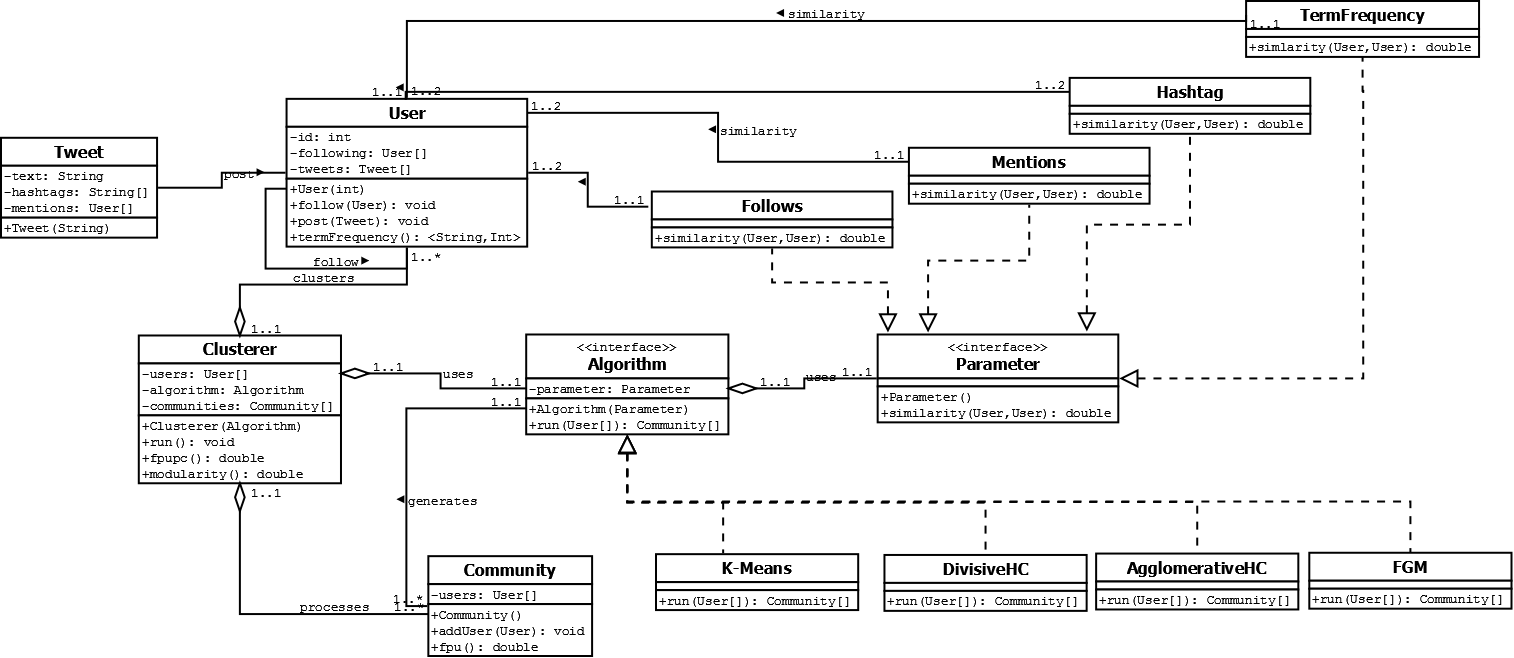 similarity
1..1
TermFrequency
+simlarity(User,User): double
1..1
1..2
1..2
Hashtag
+similarity(User,User): double
User
-id: int
-following: User[]
-tweets: Tweet[]
+User(int)
+follow(User): void
+post(Tweet): void
+termFrequency(): <String,Int>
1..2
similarity
1..1
Mentions
+similarity(User,User): double
Tweet
-text: String
-hashtags: String[]
-mentions: User[]
+Tweet(String)
post
1..2
1..1
Follows
+similarity(User,User): double
follow
1..*
clusters
1..1
Clusterer
-users: User[]
-algorithm: Algorithm
-communities: Community[]
+Clusterer(Algorithm)
+run(): void
+fpupc(): double
+modularity(): double
1..1
uses
1..1
<<interface>>
Algorithm
-parameter: Parameter
+Algorithm(Parameter)
+run(User[]): Community[]
1..1
uses
1..1
<<interface>>
Parameter
+Parameter()
+similarity(User,User): double
1..1
1..1
generates
processes
1..*
1..*
Community
-users: User[]
+Community()
+addUser(User): void
+fpu(): double
K-Means
+run(User[]): Community[]
DivisiveHC
+run(User[]): Community[]
AgglomerativeHC
+run(User[]): Community[]
FGM
+run(User[]): Community[]